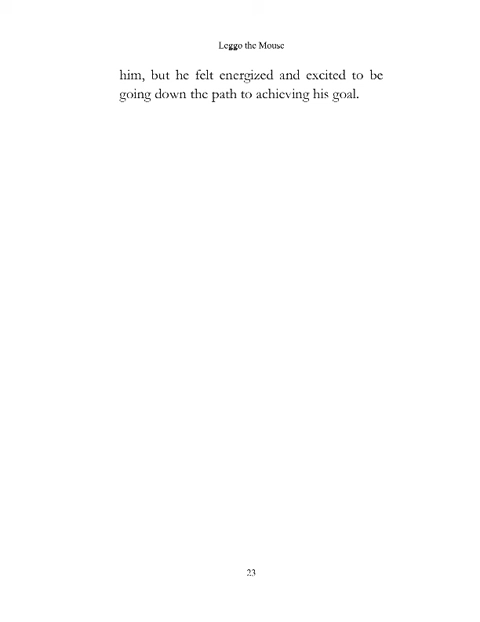 Leggo the Mouse
him, but he felt energized and excited to be
going down the path to achieving his goal.
23